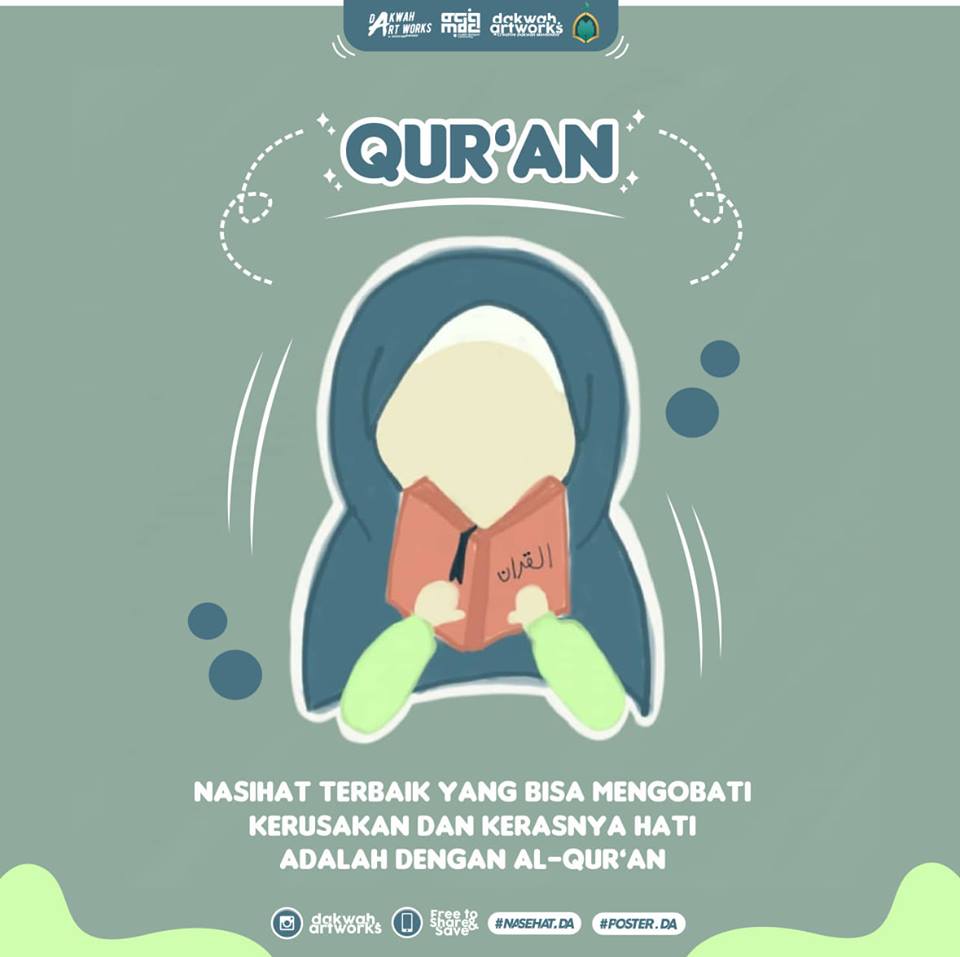 DAKWAH
ART WORKS
dakwah.
artworks
QUR‘AN
القران
NASIHAT TERBAIK YANG BISA MENGOBATI
KERUSAKAN DAN KERASNYA HATI
ADALAH DENGAN AL-QUR‘AN
dakwah.
artworks
Free to
Share &
Save
#NASEHAT.DA
#POSTER.DA